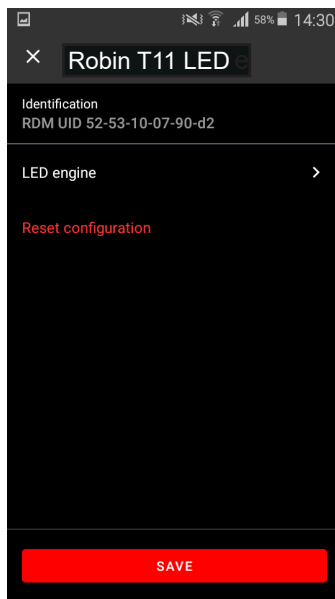 58% 14:30
× Robin T11 LED e
Identification
RDM UID 52-53-10-07-90-d2
LED engine
Reset configuration
SAVE